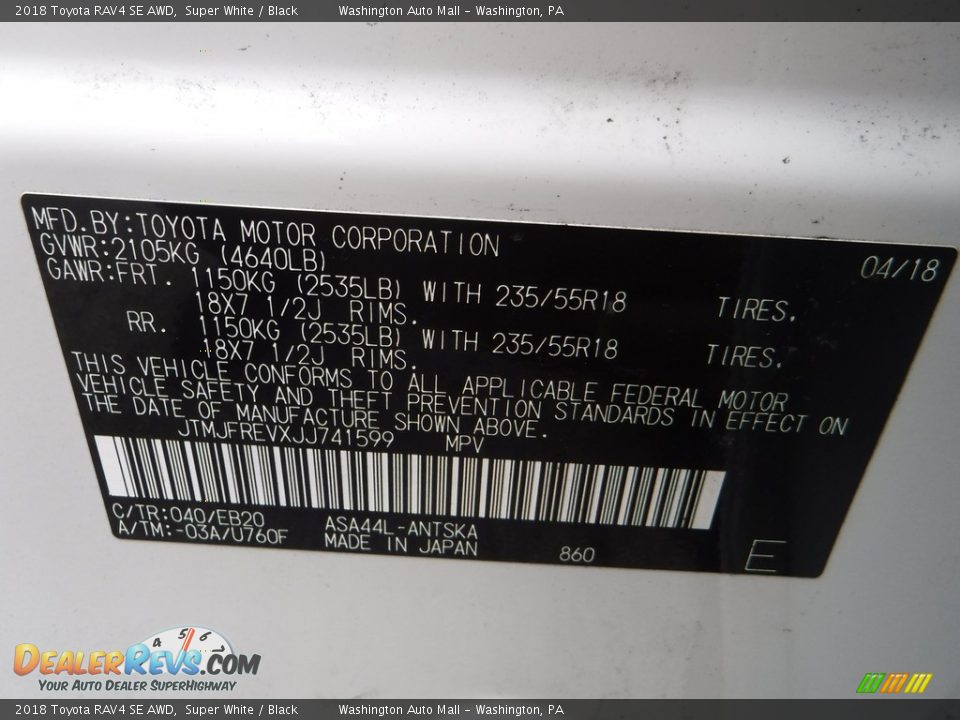 2018 Toyota RAV4 SE AWD, Super White / Black Washington Auto Mall - Washington, PA
MFD.BY:TOYOTA MOTOR CORPORATION 04/18
GVWR:2105KG (4640LB)
GAWR:FRT. 1150KG (2535LB) WITH 235/55R18 TIRES.
18X7 1/2J RIMS.
RR. 1150KG (2535LB) WITH 235/55R18 TIRES.
18X7 1/2J RIMS.
THIS VEHICLE CONFORMS TO ALL APPLICABLE FEDERAL MOTOR
VEHICLE SAFETY AND THEFT PREVENTION STANDARDS IN EFFECT ON
THE DATE OF MANUFACTURE SHOWN ABOVE.
JTMJFREVXJJ741599 MPV
C/TR:040/EB20 ASA44L-ANTSKA
A/TM:-03A/U760F MADE IN JAPAN 860 E
4 5 6
DEALERREVS.COM
YOUR AUTO DEALER SUPERHIGHWAY
2018 Toyota RAV4 SE AWD, Super White / Black Washington Auto Mall - Washington, PA